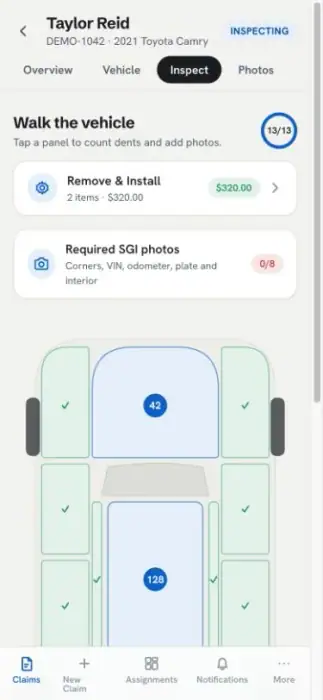 Taylor Reid
DEMO-1042 · 2021 Toyota Camry
INSPECTING
Overview
Vehicle
Inspect
Photos
Walk the vehicle
Tap a panel to count dents and add photos.
13/13
Remove & Install
2 items · $320.00
$320.00
Required SGI photos
Corners, VIN, odometer, plate and
interior
0/8
42
128
Claims
New
Claim
Assignments
Notifications
More